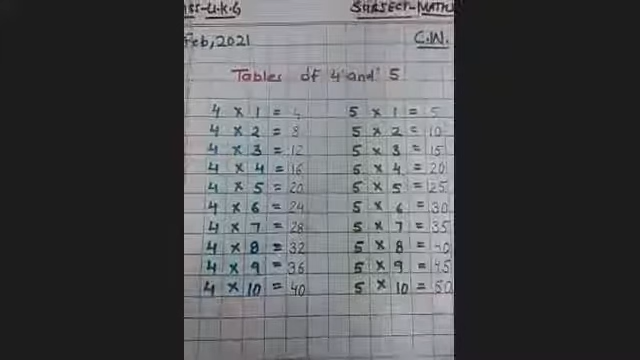 SS-U.K.G SUBJECT-MATH
Feb, 2021 C.W.
Tables of 4 and 5
4 × 1 = 4 5 × 1 = 5
4 × 2 = 8 5 × 2 = 10
4 × 3 = 12 5 × 3 = 15
4 × 4 = 16 5 × 4 = 20
4 × 5 = 20 5 × 5 = 25
4 × 6 = 24 5 × 6 = 30
4 × 7 = 28 5 × 7 = 35
4 × 8 = 32 5 × 8 = 40
4 × 9 = 36 5 × 9 = 45
4 × 10 = 40 5 × 10 = 50